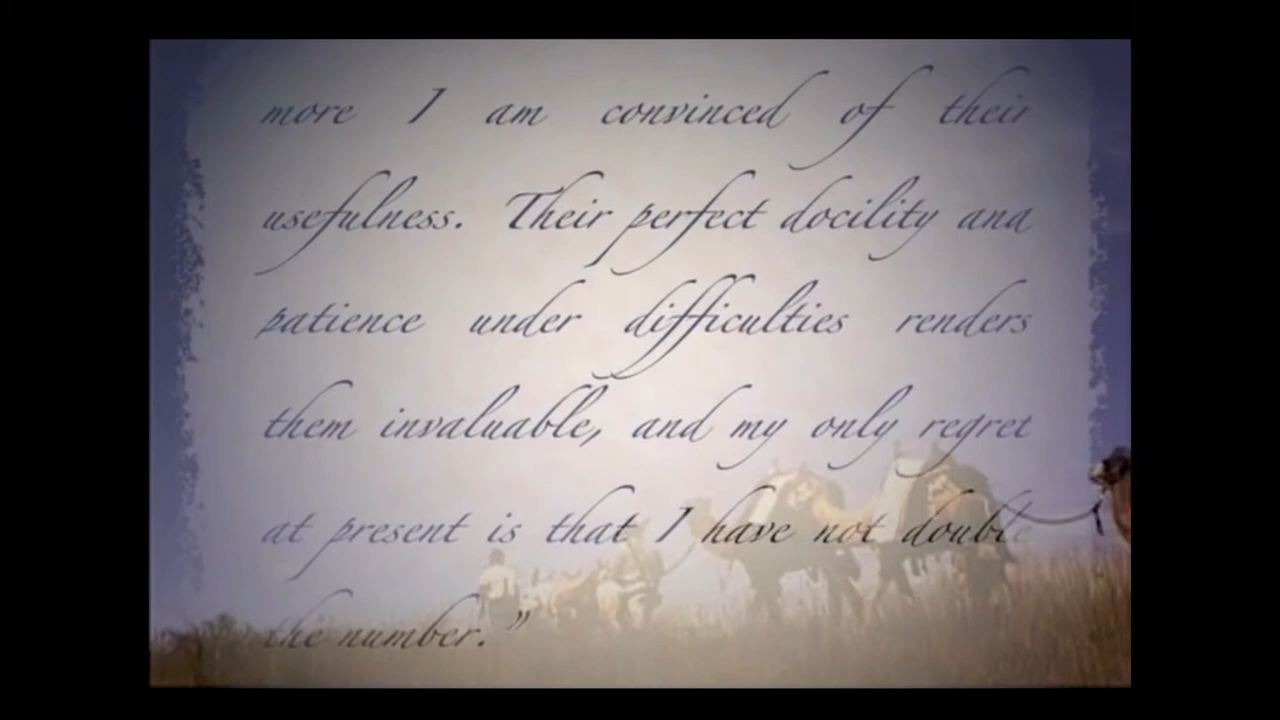 more I am convinced of their
usefulness. Their perfect docility and
patience under difficulties renders
them invaluable, and my only regret
at present is that I have not double
the number.”